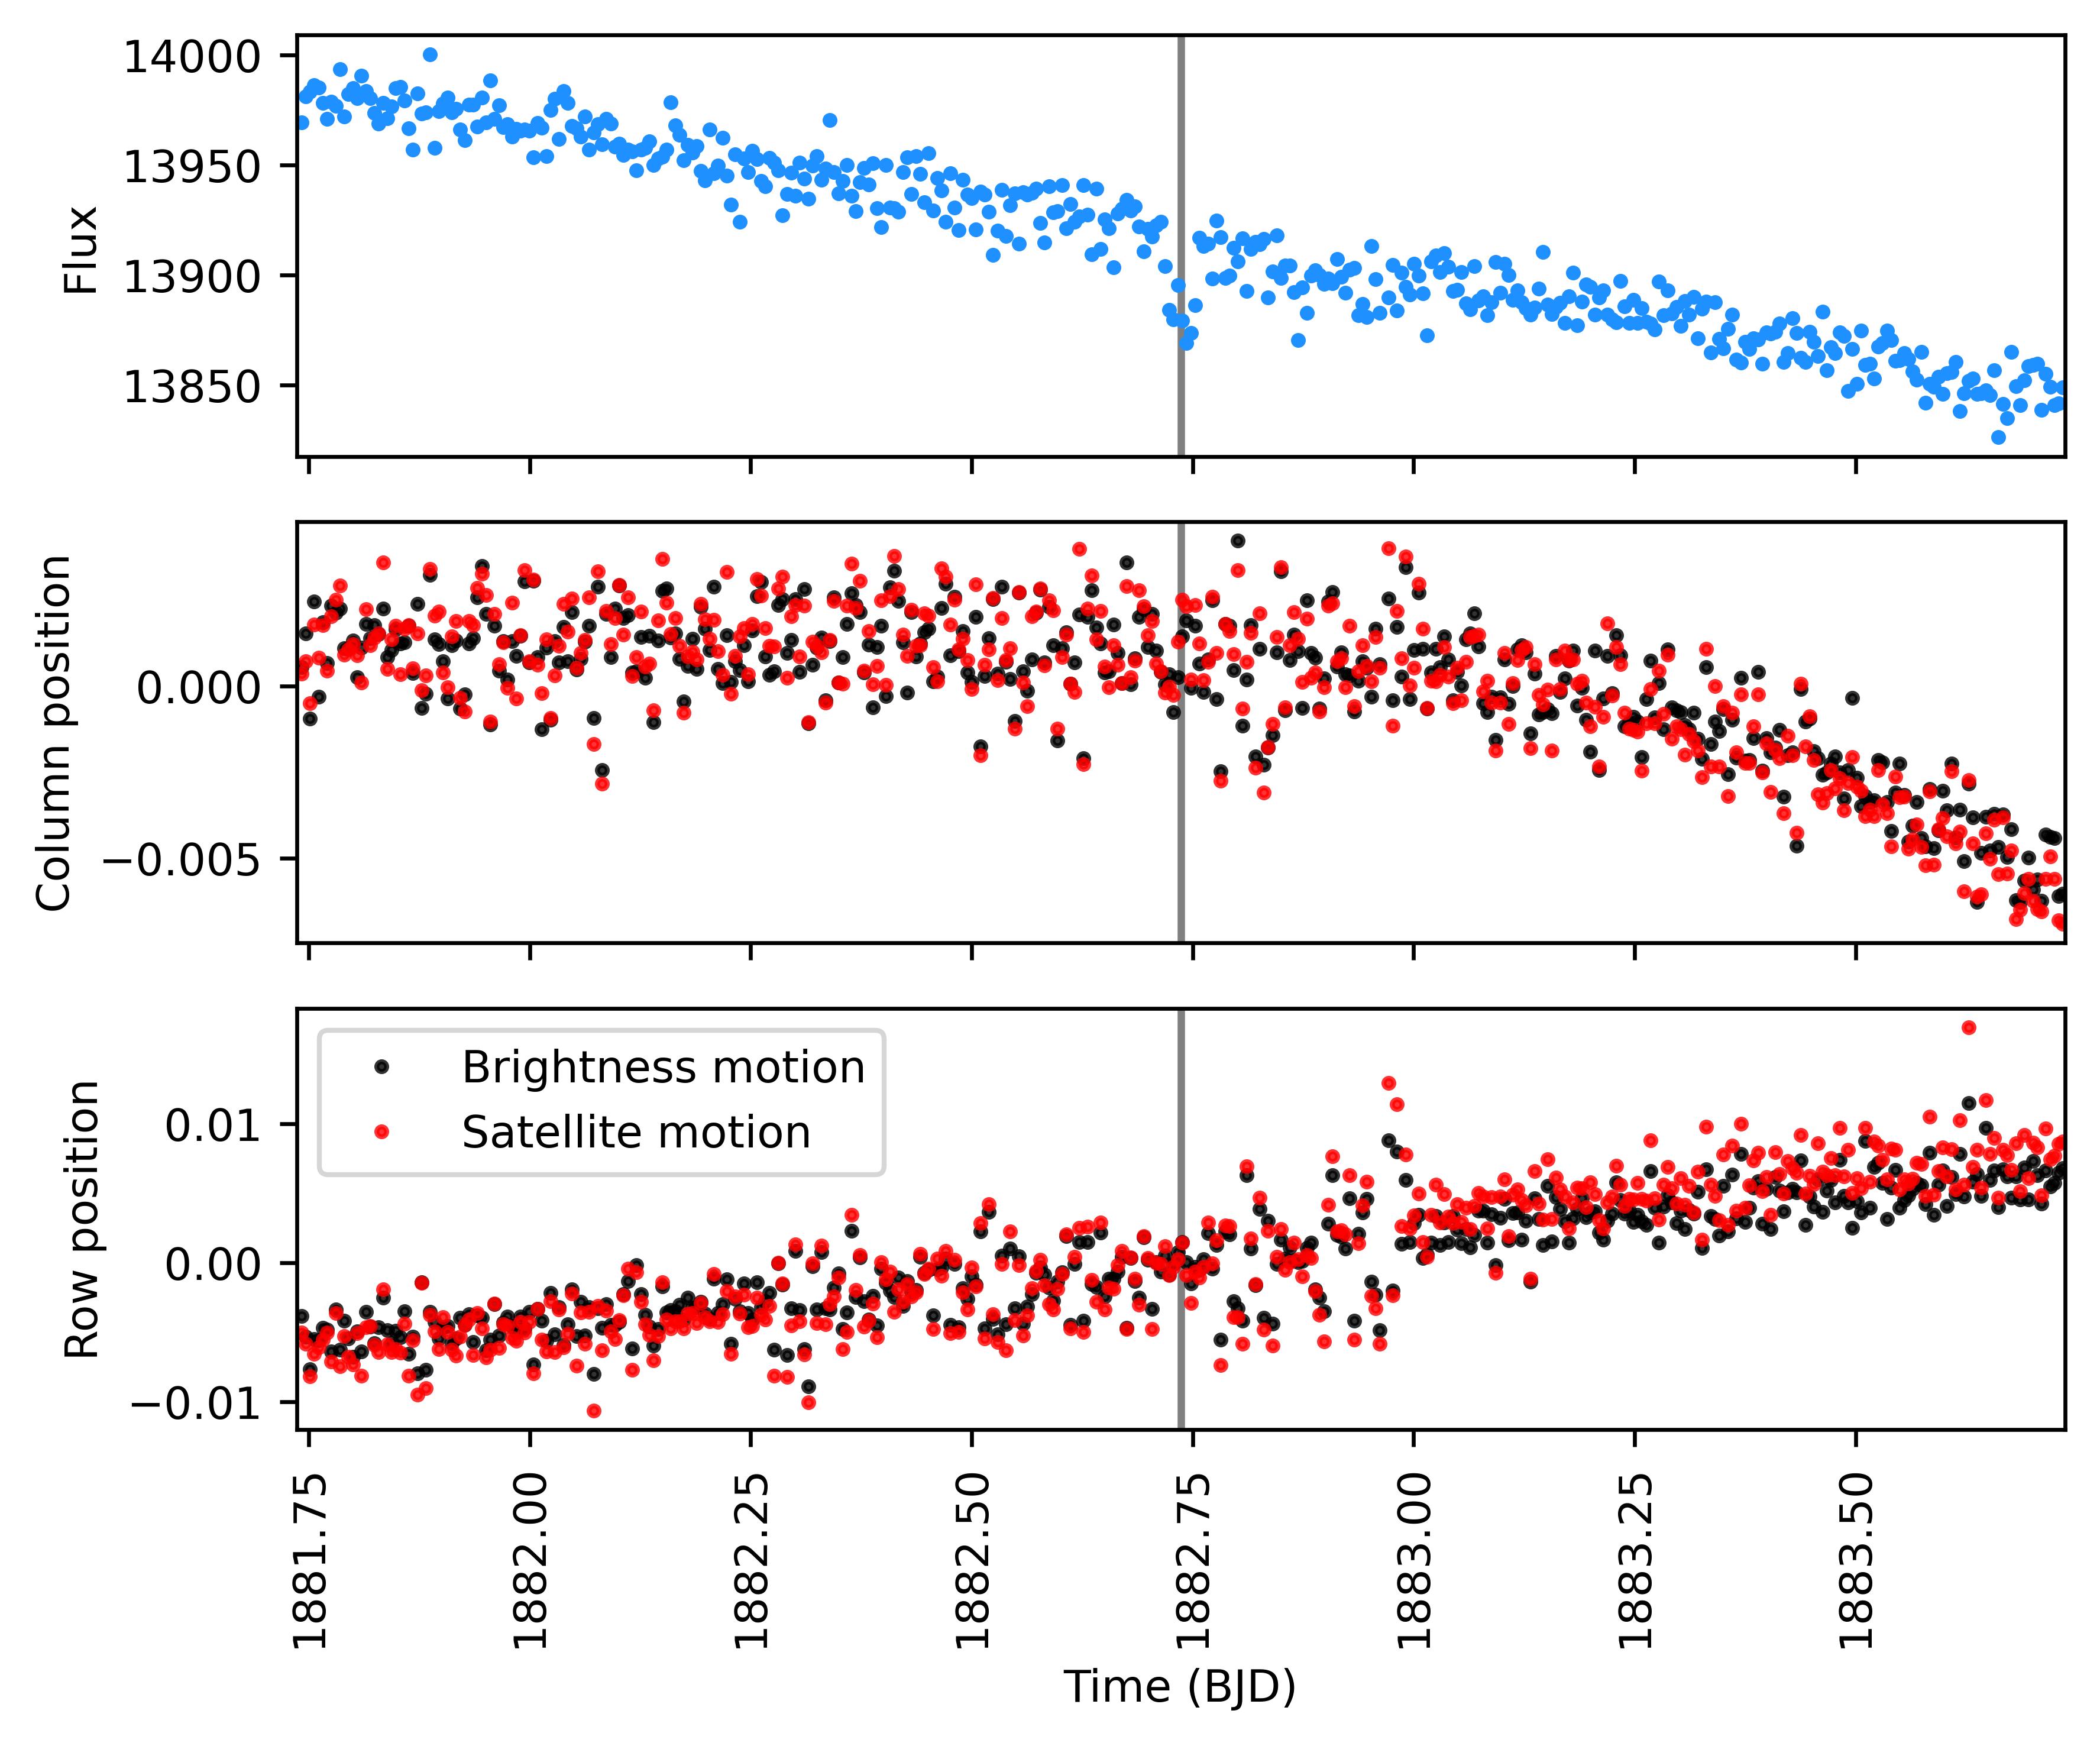 14000
13950
13900
13850
Flux
0.000
−0.005
Column position
Brightness motion
Satellite motion
0.01
0.00
−0.01
Row position
1881.75
1882.00
1882.25
1882.50
1882.75
1883.00
1883.25
1883.50
Time (BJD)